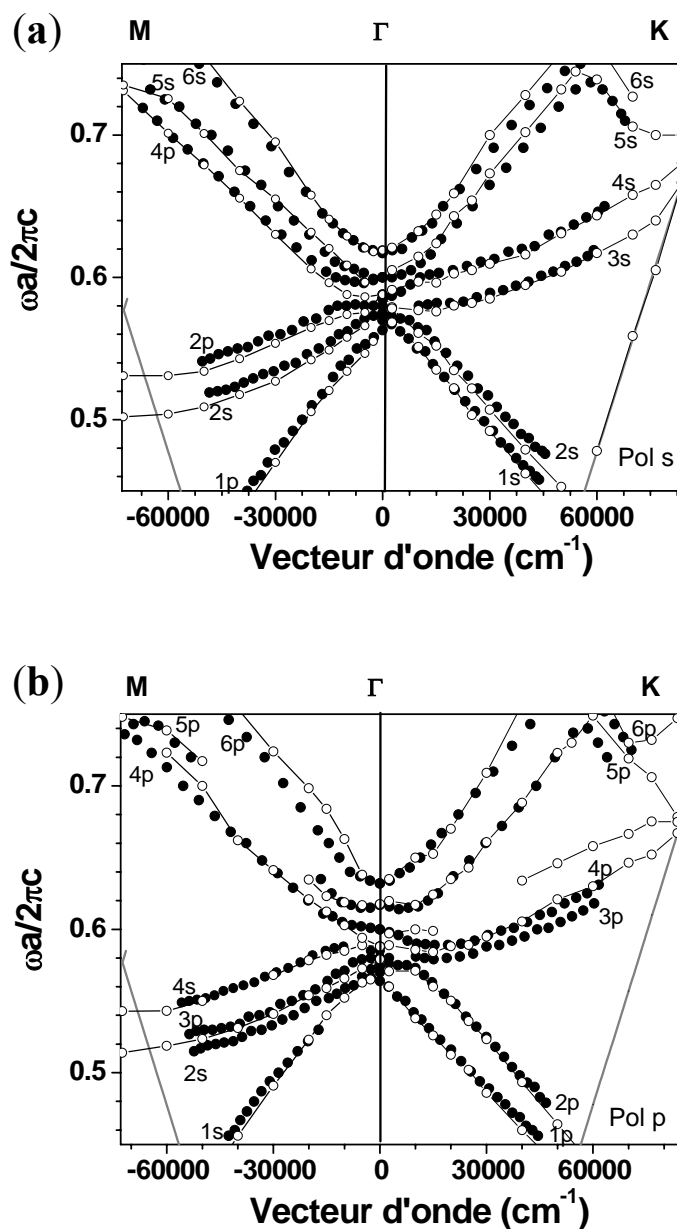 (a)
M Γ K
6s
5s
4p
6s
5s
4s
3s
2p
2s
1p
2s
1s
Pol s
0.7
0.6
0.5
ωa/2πc
-60000 -30000 0 30000 60000
Vecteur d'onde (cm⁻¹)
(b)
M Γ K
5p
6p
4p
6p
5p
4p
3p
4s
3p
2s
1s
2p
1p
Pol p
0.7
0.6
0.5
ωa/2πc
-60000 -30000 0 30000 60000
Vecteur d'onde (cm⁻¹)